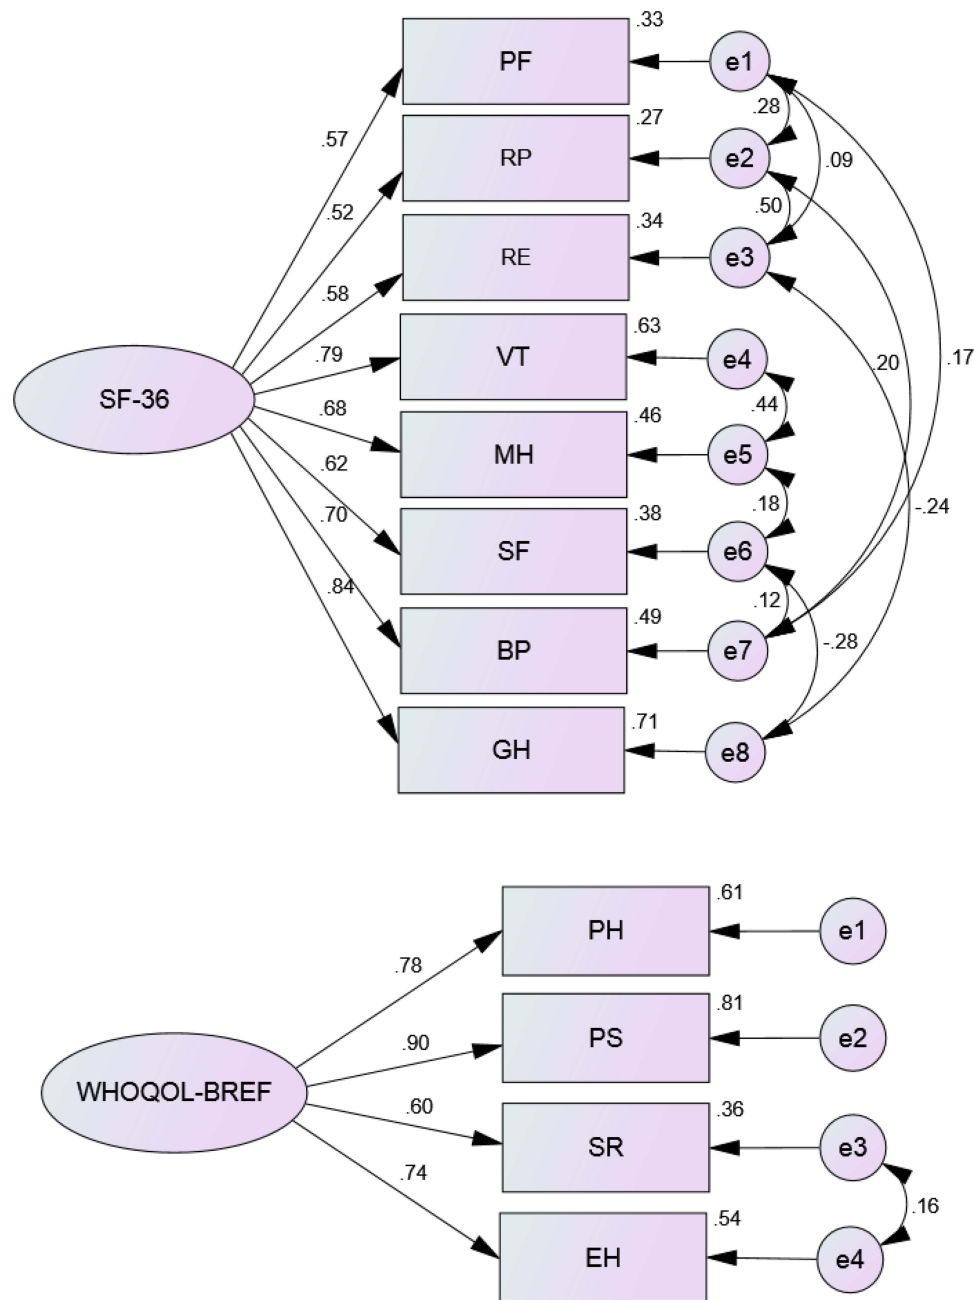 .33
PF
e1
.57
.28
.27
RP
e2
.09
.52
.50
.34
RE
e3
.58
.63
.79
VT
e4
.20
.17
SF-36
.68
.44
.46
MH
e5
.62
.18
-.24
.70
.38
SF
e6
.84
.12
.49
BP
e7
-.28
.71
GH
e8
.61
PH
e1
.78
.81
.90
PS
e2
WHOQOL-BREF
.60
.36
SR
e3
.74
.16
.54
EH
e4